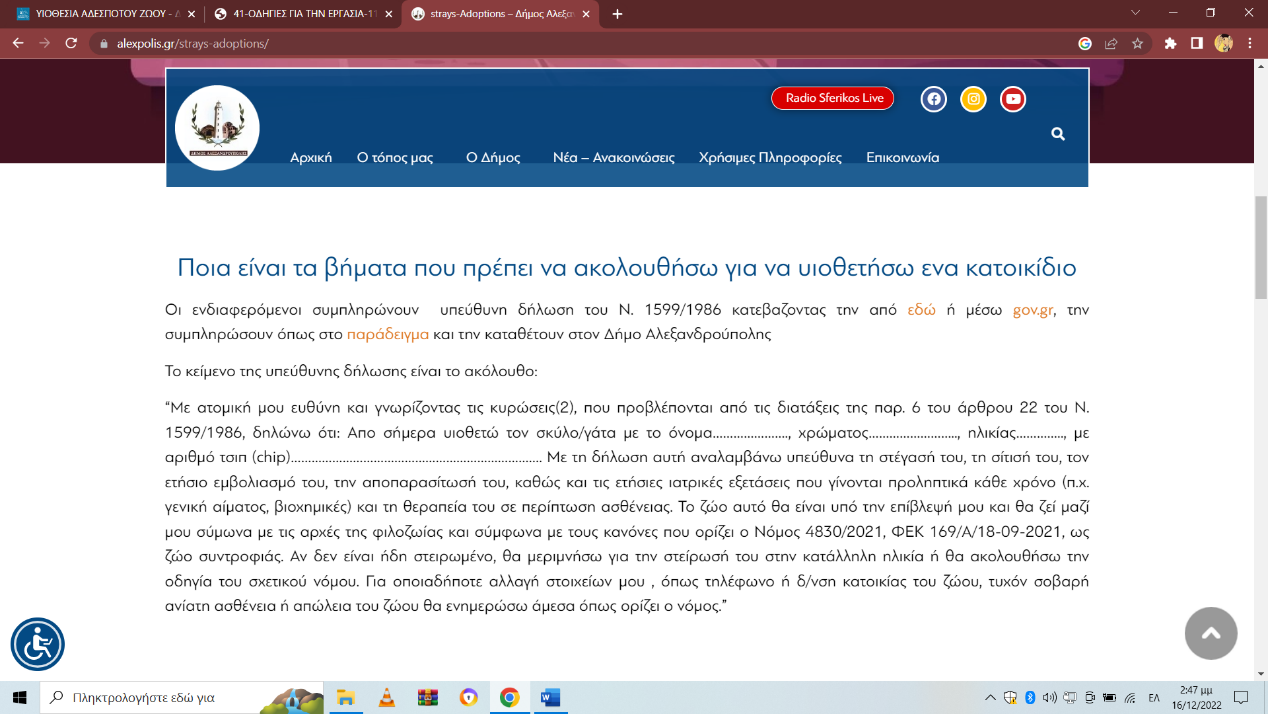 ΥΙΟΘΕΣΙΑ ΑΔΕΣΠΟΤΟΥ ΖΩΟΥ - Δ
41-ΟΔΗΓΙΕΣ ΓΙΑ ΤΗΝ ΕΡΓΑΣΙΑ-11
strays-Adoptions – Δήμος Αλεξαν
alexpolis.gr/strays-adoptions/
Radio Sferikos Live
ΔΗΜΟΣ ΑΛΕΞΑΝΔΡΟΥΠΟΛΗΣ
Αρχική Ο τόπος μας Ο Δήμος Νέα – Ανακοινώσεις Χρήσιμες Πληροφορίες Επικοινωνία
Ποια είναι τα βήματα που πρέπει να ακολουθήσω για να υιοθετήσω ενα κατοικίδιο
Οι ενδιαφερόμενοι συμπληρώνουν υπεύθυνη δήλωση του Ν. 1599/1986 κατεβαζοντας την από εδώ ή μέσω gov.gr, την
συμπληρώσουν όπως στο παράδειγμα και την καταθέτουν στον Δήμο Αλεξανδρούπολης
Το κείμενο της υπεύθυνης δήλωσης είναι το ακόλουθο:
“Με ατομική μου ευθύνη και γνωρίζοντας τις κυρώσεις(2), που προβλέπονται από τις διατάξεις της παρ. 6 του άρθρου 22 του Ν.
1599/1986, δηλώνω ότι: Απο σήμερα υιοθετώ τον σκύλο/γάτα με το όνομα…………………., χρώματος…………………….., ηλικίας…………., με
αριθμό τσιπ (chip)……………………………………………………………… Με τη δήλωση αυτή αναλαμβάνω υπεύθυνα τη στέγασή του, τη σίτισή του, τον
ετήσιο εμβολιασμό του, την αποπαρασίτωσή του, καθώς και τις ετήσιες ιατρικές εξετάσεις που γίνονται προληπτικά κάθε χρόνο (π.χ.
γενική αίματος, βιοχημικές) και τη θεραπεία του σε περίπτωση ασθένειας. Το ζώο αυτό θα είναι υπό την επίβλεψή μου και θα ζεί μαζί
μου σύμωνα με τις αρχές της φιλοζωίας και σύμφωνα με τους κανόνες που ορίζει ο Νόμος 4830/2021, ΦΕΚ 169/Α/18-09-2021, ως
ζώο συντροφιάς. Αν δεν είναι ήδη στειρωμένο, θα μεριμνήσω για την στείρωσή του στην κατάλληλη ηλικία ή θα ακολουθήσω την
οδηγία του σχετικού νόμου. Για οποιαδήποτε αλλαγή στοιχείων μου , όπως τηλέφωνο ή δ/νση κατοικίας του ζώου, τυχόν σοβαρή
ανίατη ασθένεια ή απώλεια του ζώου θα ενημερώσω άμεσα όπως ορίζει ο νόμος.”
Πληκτρολογήστε εδώ για
ΕΛ
2:47 μμ
16/12/2022